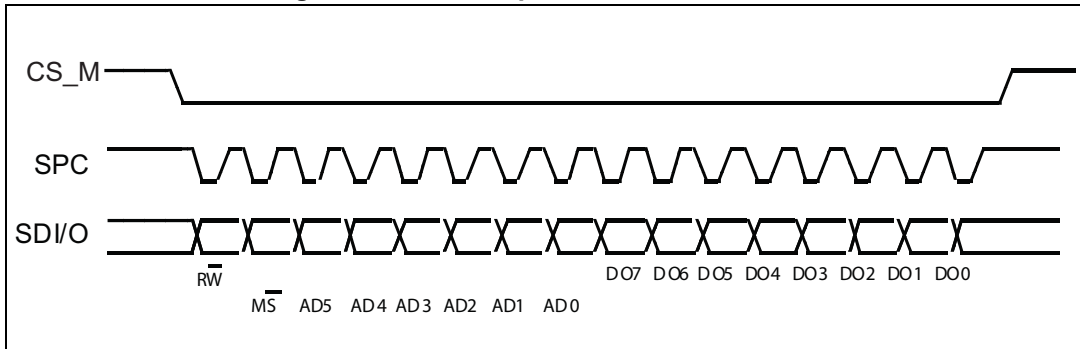 CS_M
SPC
SDI/O
RW
DO7 DO6 DO5 DO4 DO3 DO2 DO1 DO0
MS AD5 AD4 AD3 AD2 AD1 AD0